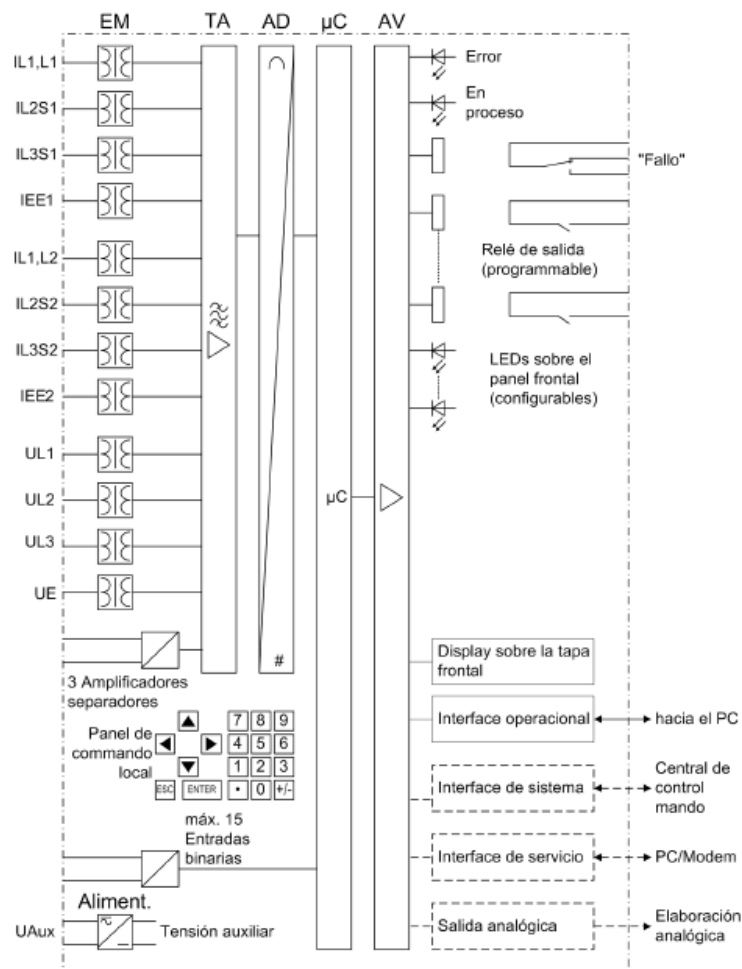 EM TA AD µC AV
IL1,L1
IL2S1
IL3S1
IEE1
IL1,L2
IL2S2
IL3S2
IEE2
UL1
UL2
UL3
UE
3 Amplificadores
separadores
#
µC
Error
En
proceso
"Fallo"
Relé de salida
(programmable)
LEDs sobre el
panel frontal
(configurables)
Display sobre la tapa
frontal
Interface operacional
hacia el PC
Interface de sistema
Central de
control
mando
Interface de servicio
PC/Modem
Salida analógica
Elaboración
analógica
Panel de
commando
local
7 8 9
4 5 6
1 2 3
ESC ENTER • 0 +/-
máx. 15
Entradas
binarias
Aliment.
UAux
Tensión auxiliar